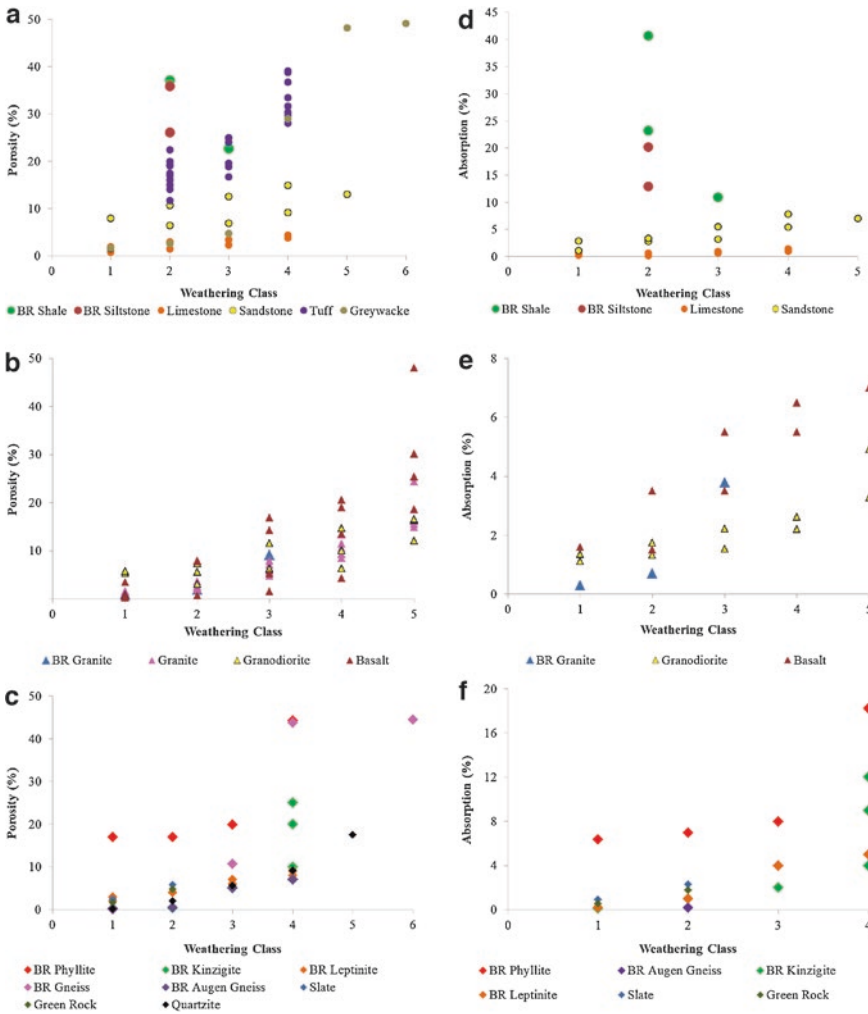 a
50
40
30
20
10
0
Porosity (%)
0 1 2 3 4 5 6
Weathering Class
BR Shale BR Siltstone Limestone Sandstone Tuff Greywacke
d
45
40
35
30
25
20
15
10
5
0
Absorption (%)
0 1 2 3 4 5
Weathering Class
BR Shale BR Siltstone Limestone Sandstone
b
50
40
30
20
10
Porosity (%)
0 1 2 3 4 5
Weathering Class
BR Granite Granite Granodiorite Basalt
e
8
6
4
2
0
Absorption (%)
0 1 2 3 4 5
Weathering Class
BR Granite Granodiorite Basalt
c
50
40
30
20
10
0
Porosity (%)
0 1 2 3 4 5 6
Weathering Class
BR Phyllite BR Kinzigite BR Leptinite
BR Gneiss BR Augen Gneiss Slate
Green Rock Quartzite
f
20
16
12
8
4
0
Absorption (%)
0 1 2 3 4
Weathering Class
BR Phyllite BR Augen Gneiss BR Kinzigite
BR Leptinite Slate Green Rock